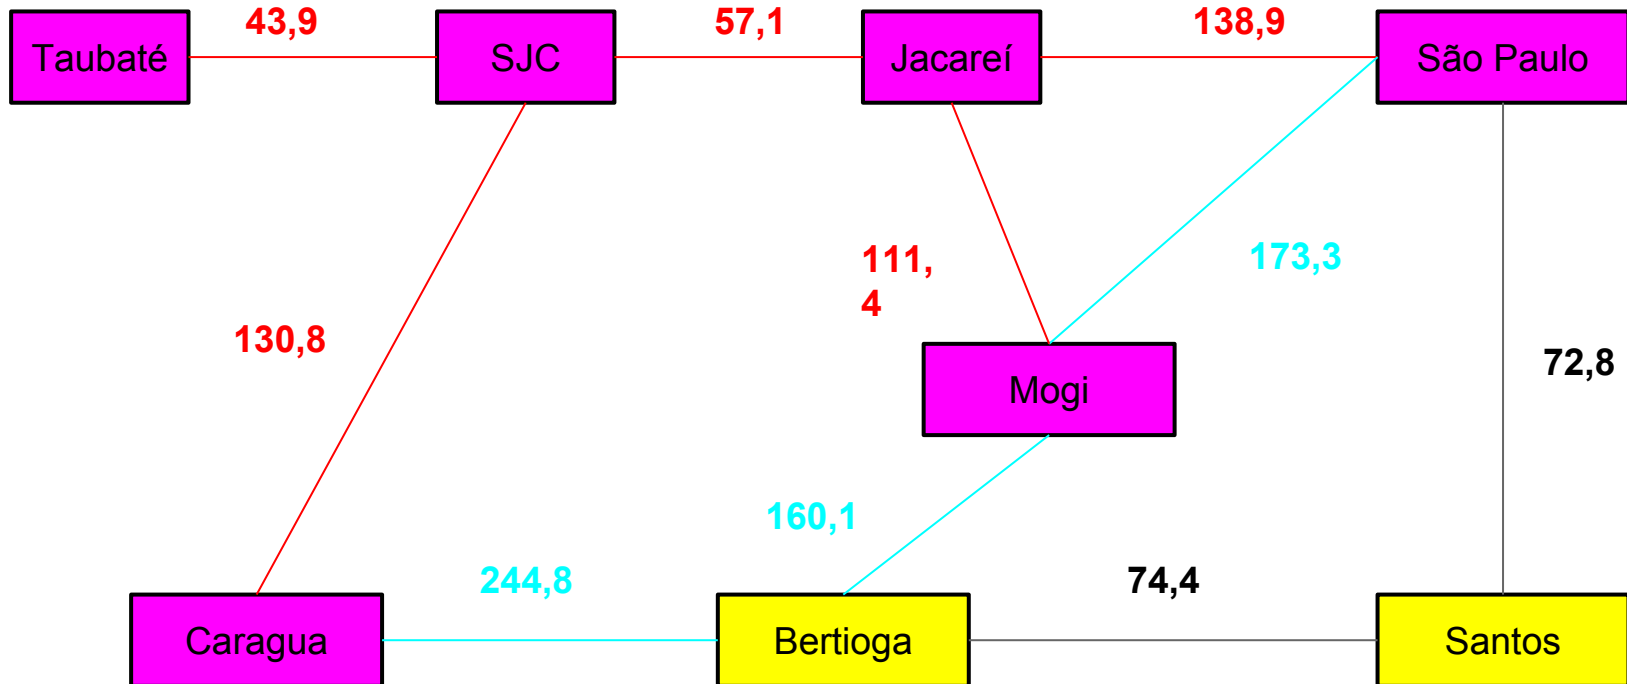 43,9
57,1
138,9
Taubaté
SJC
Jacareí
São Paulo
111,
4
173,3
130,8
72,8
Mogi
160,1
244,8
74,4
Caragua
Bertioga
Santos